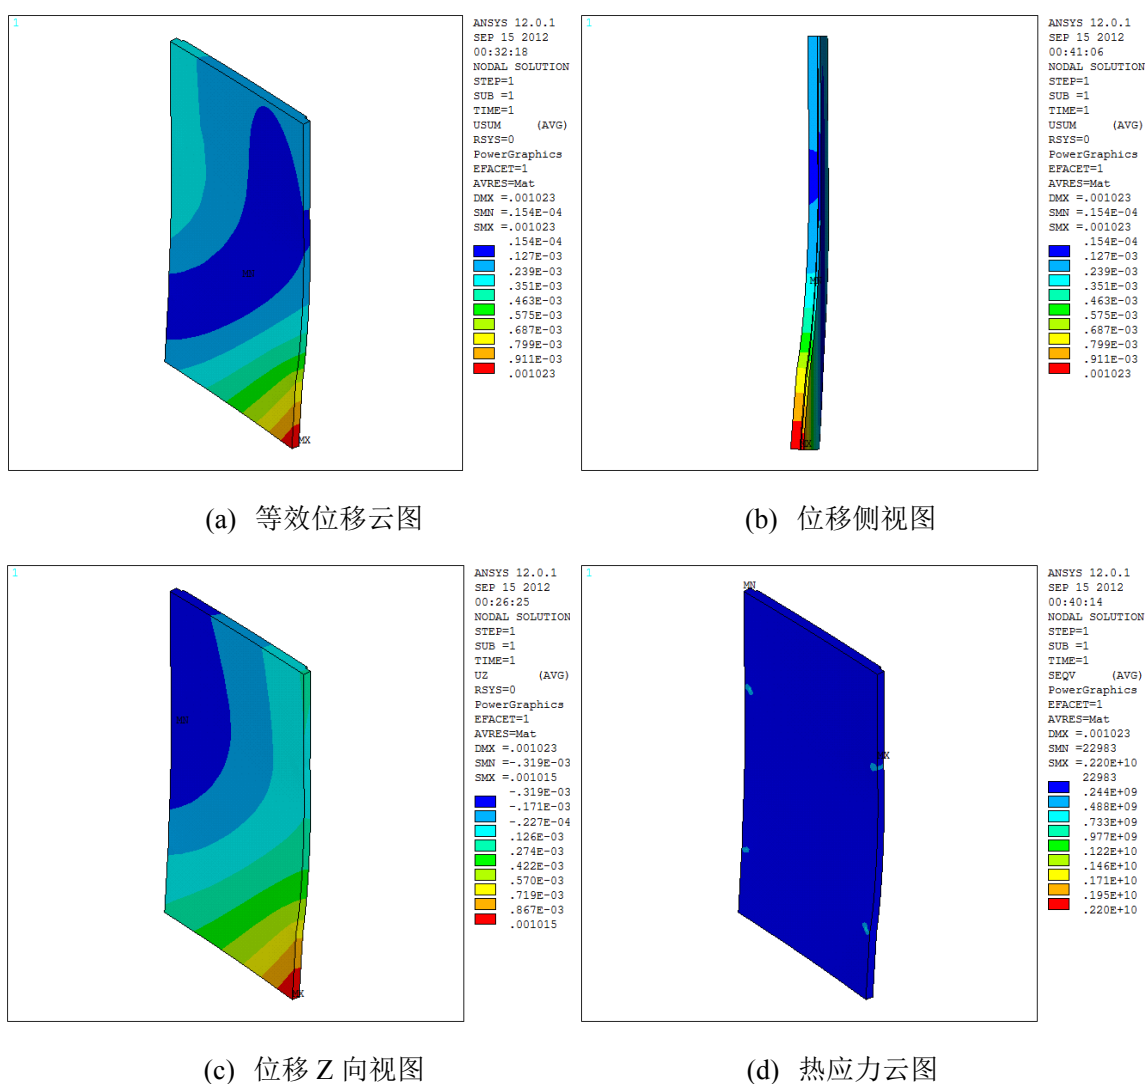 1
ANSYS 12.0.1
SEP 15 2012
00:32:18
NODAL SOLUTION
STEP=1
SUB =1
TIME=1
USUM (AVG)
RSYS=0
PowerGraphics
EFACET=1
AVRES=Mat
DMX =.001023
SMN =.154E-04
SMX =.001023
.154E-04
.127E-03
.239E-03
.351E-03
.463E-03
.575E-03
.687E-03
.799E-03
.911E-03
.001023
MN
MX
(a) 等效位移云图
1
ANSYS 12.0.1
SEP 15 2012
00:41:06
NODAL SOLUTION
STEP=1
SUB =1
TIME=1
USUM (AVG)
RSYS=0
PowerGraphics
EFACET=1
AVRES=Mat
DMX =.001023
SMN =.154E-04
SMX =.001023
.154E-04
.127E-03
.239E-03
.351E-03
.463E-03
.575E-03
.687E-03
.799E-03
.911E-03
.001023
MN
MX
(b) 位移侧视图
1
ANSYS 12.0.1
SEP 15 2012
00:26:25
NODAL SOLUTION
STEP=1
SUB =1
TIME=1
UZ (AVG)
RSYS=0
PowerGraphics
EFACET=1
AVRES=Mat
DMX =.001023
SMN =-.319E-03
SMX =.001015
-.319E-03
-.171E-03
-.227E-04
.126E-03
.274E-03
.422E-03
.570E-03
.719E-03
.867E-03
.001015
MN
MX
(c) 位移 Z 向视图
1
ANSYS 12.0.1
SEP 15 2012
00:40:14
NODAL SOLUTION
STEP=1
SUB =1
TIME=1
SEQV (AVG)
PowerGraphics
EFACET=1
AVRES=Mat
DMX =.001023
SMN =22983
SMX =.220E+10
22983
.244E+09
.488E+09
.733E+09
.977E+09
.122E+10
.146E+10
.171E+10
.195E+10
.220E+10
MN
MX
(d) 热应力云图